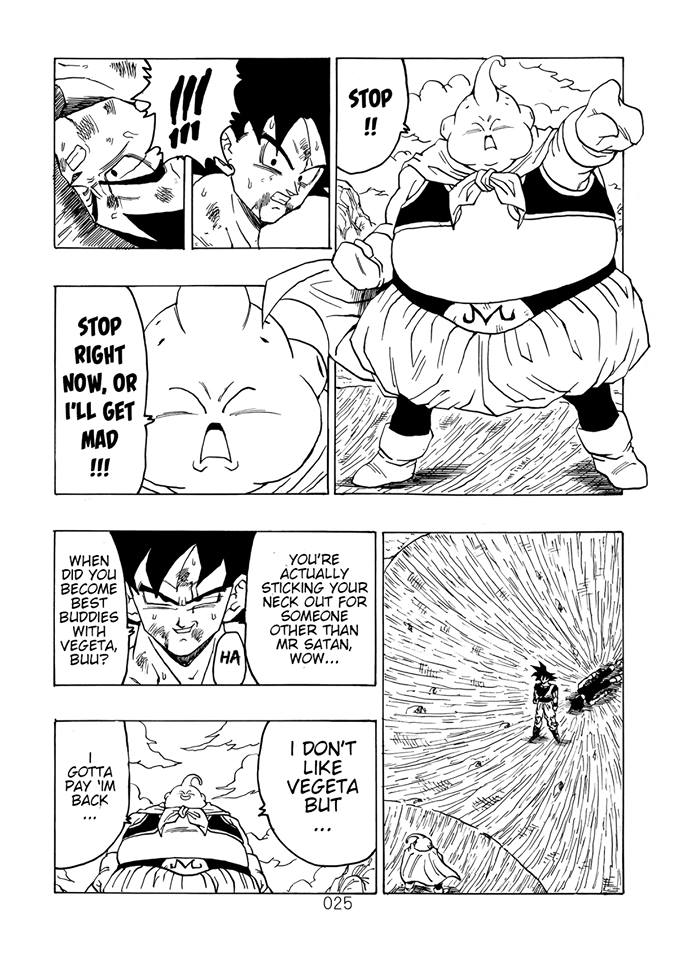 STOP
!!
!!!
STOP
RIGHT
NOW, OR
I'LL GET
MAD
!!!
YOU'RE
ACTUALLY
STICKING YOUR
NECK OUT FOR
SOMEONE
OTHER THAN
MR SATAN,
WOW...
HA
WHEN
DID YOU
BECOME
BEST
BUDDIES
WITH
VEGETA,
BUU?
I DON'T
LIKE
VEGETA
BUT
...
I
GOTTA
PAY 'IM
BACK
...
025